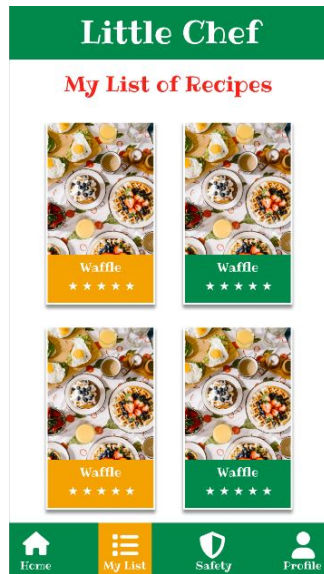 Little Chef
My List of Recipes
Waffle
Waffle
Waffle
Waffle
Home
My List
Safety
Profile